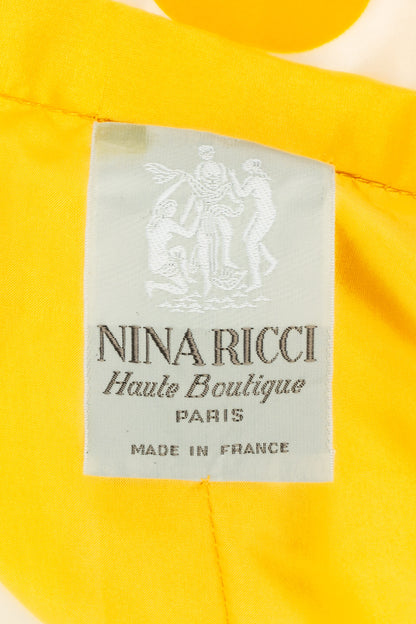 NINA RICCI
Haute Boutique
PARIS
MADE IN FRANCE